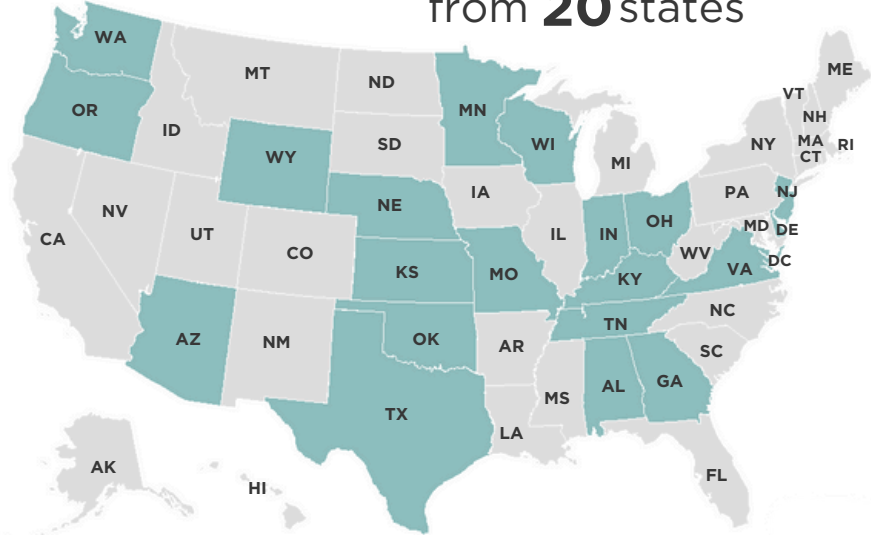 from 20 states
WA
MT
ND
ME
OR
MN
VT
ID
NH
WY
SD
WI
NY
MA
RI
MI
CT
IA
PA
NJ
NE
NV
OH
UT
IL
IN
MD
DE
CA
CO
WV
DC
KS
MO
KY
VA
AZ
NM
OK
AR
TN
NC
SC
TX
MS
AL
GA
LA
AK
HI
FL